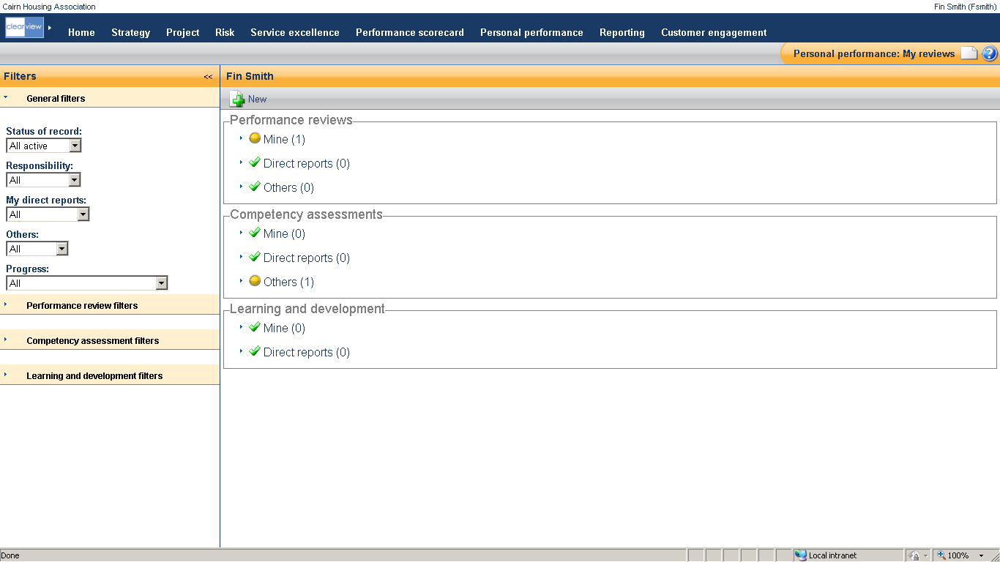 Cairn Housing Association
Fin Smith (Fsmith)
clearview
Home Strategy Project Risk Service excellence Performance scorecard Personal performance Reporting Customer engagement
Personal performance: My reviews
Filters <<
Fin Smith
General filters
New
Status of record:
All active
Responsibility:
All
My direct reports:
All
Others:
All
Progress:
All
Performance review filters
Competency assessment filters
Learning and development filters
Performance reviews
Mine (1)
Direct reports (0)
Others (0)
Competency assessments
Mine (0)
Direct reports (0)
Others (1)
Learning and development
Mine (0)
Direct reports (0)
Done
Local intranet
100%